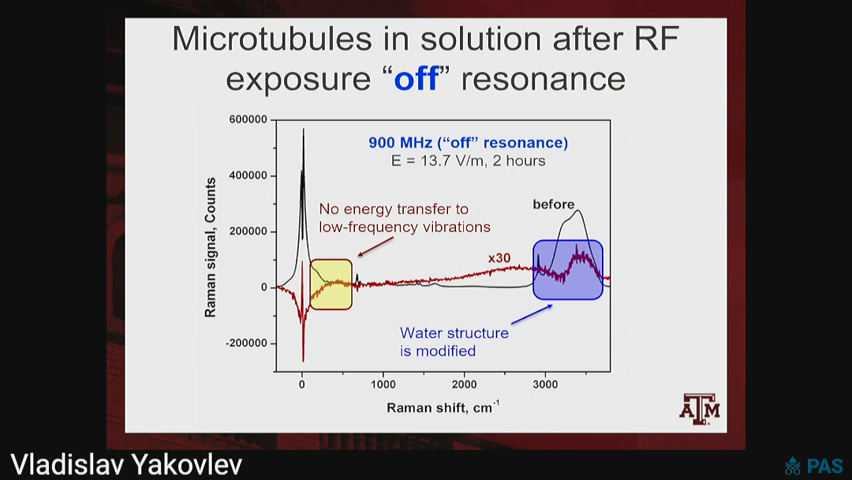 Microtubules in solution after RF
exposure “off” resonance
600000
400000
200000
0
-200000
Raman signal, Counts
900 MHz (“off” resonance)
E = 13.7 V/m, 2 hours
No energy transfer to
low-frequency vibrations
before
x30
Water structure
is modified
0
1000
2000
3000
Raman shift, cm-1
ATM
Vladislav Yakovlev
PAS